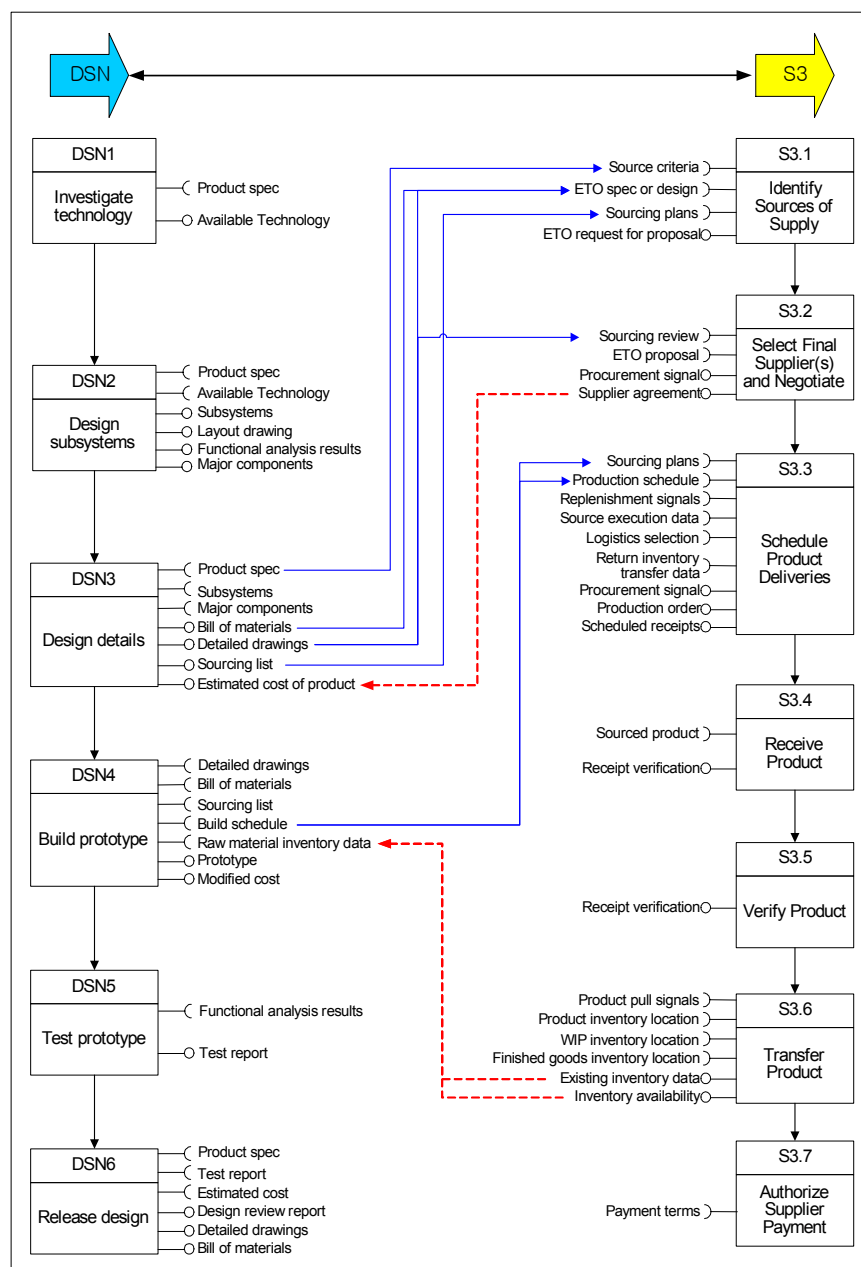 DSN
S3
DSN1
Investigate
technology
Product spec
Available Technology
DSN2
Design
subsystems
Product spec
Available Technology
Subsystems
Layout drawing
Functional analysis results
Major components
DSN3
Design details
Product spec
Subsystems
Major components
Bill of materials
Detailed drawings
Sourcing list
Estimated cost of product
DSN4
Build prototype
Detailed drawings
Bill of materials
Sourcing list
Build schedule
Raw material inventory data
Prototype
Modified cost
DSN5
Test prototype
Functional analysis results
Test report
DSN6
Release design
Product spec
Test report
Estimated cost
Design review report
Detailed drawings
Bill of materials
Source criteria
ETO spec or design
Sourcing plans
ETO request for proposal
S3.1
Identify
Sources of
Supply
Sourcing review
ETO proposal
Procurement signal
Supplier agreement
S3.2
Select Final
Supplier(s)
and Negotiate
Sourcing plans
Production schedule
Replenishment signals
Source execution data
Logistics selection
Return inventory
transfer data
Procurement signal
Production order
Scheduled receipts
S3.3
Schedule
Product
Deliveries
Sourced product
Receipt verification
S3.4
Receive
Product
Receipt verification
S3.5
Verify Product
Product pull signals
Product inventory location
WIP inventory location
Finished goods inventory location
Existing inventory data
Inventory availability
S3.6
Transfer
Product
Payment terms
S3.7
Authorize
Supplier
Payment